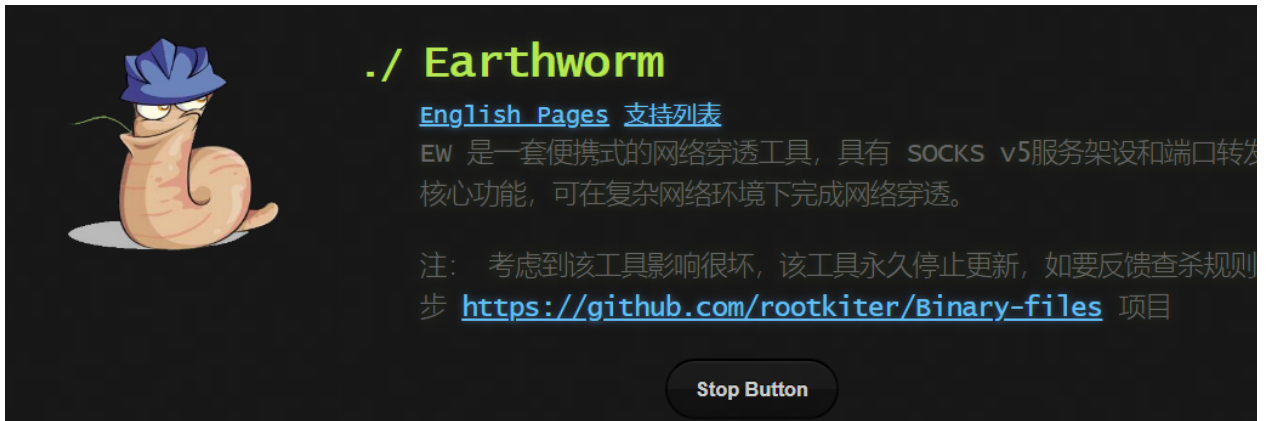 ./ Earthworm
English Pages 支持列表
EW 是一套便携式的网络穿透工具，具有 SOCKS v5服务架设和端口转发
核心功能，可在复杂网络环境下完成网络穿透。
注： 考虑到该工具影响很坏，该工具永久停止更新，如要反馈查杀规则
步 https://github.com/rootkiter/Binary-files 项目
Stop Button